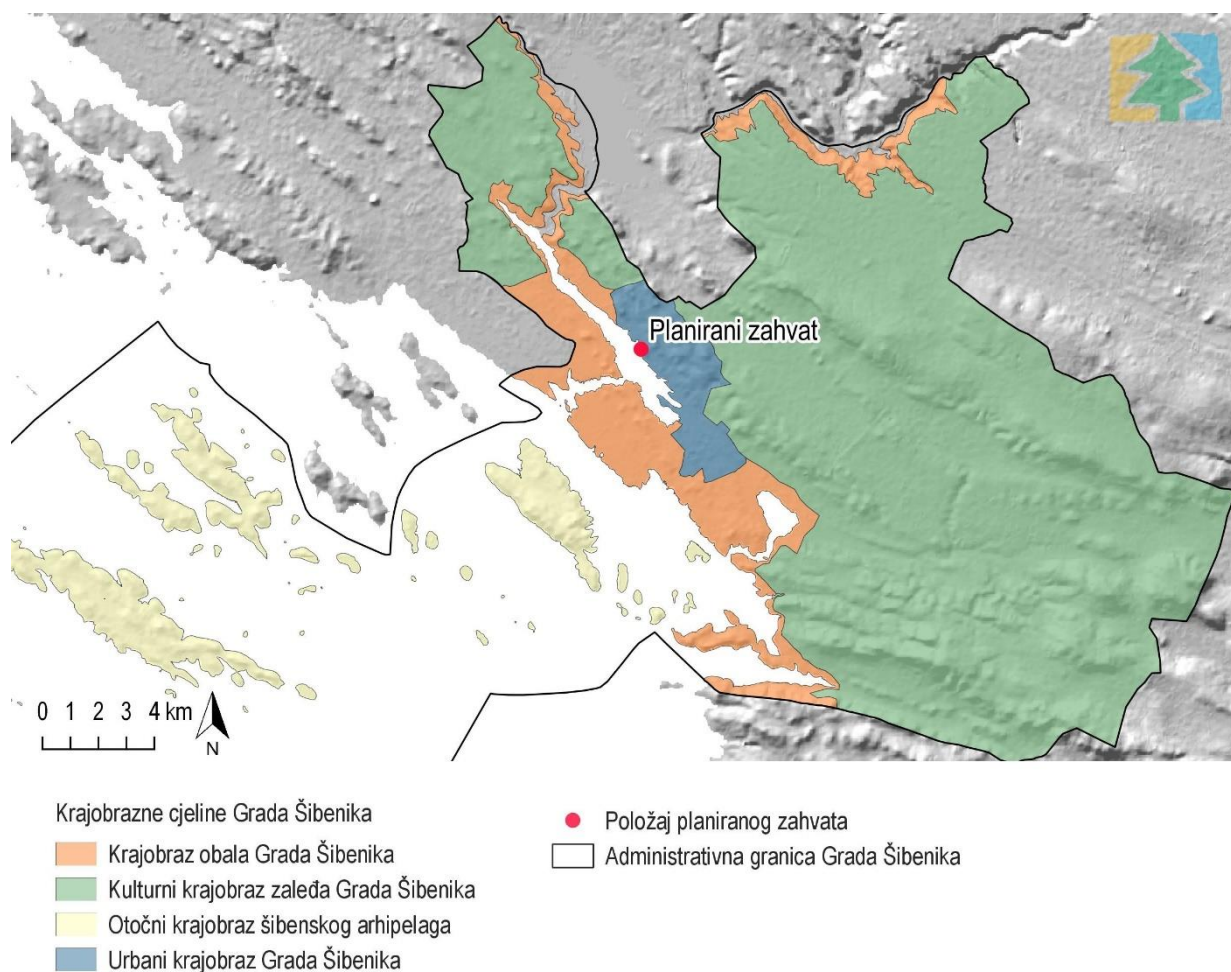 Planirani zahvat
0 1 2 3 4 km
N
Krajobrazne cjeline Grada Šibenika
Krajobraz obala Grada Šibenika
Kulturni krajobraz zaleđa Grada Šibenika
Otočni krajobraz šibenskog arhipelaga
Urbani krajobraz Grada Šibenika
Položaj planiranog zahvata
Administrativna granica Grada Šibenika